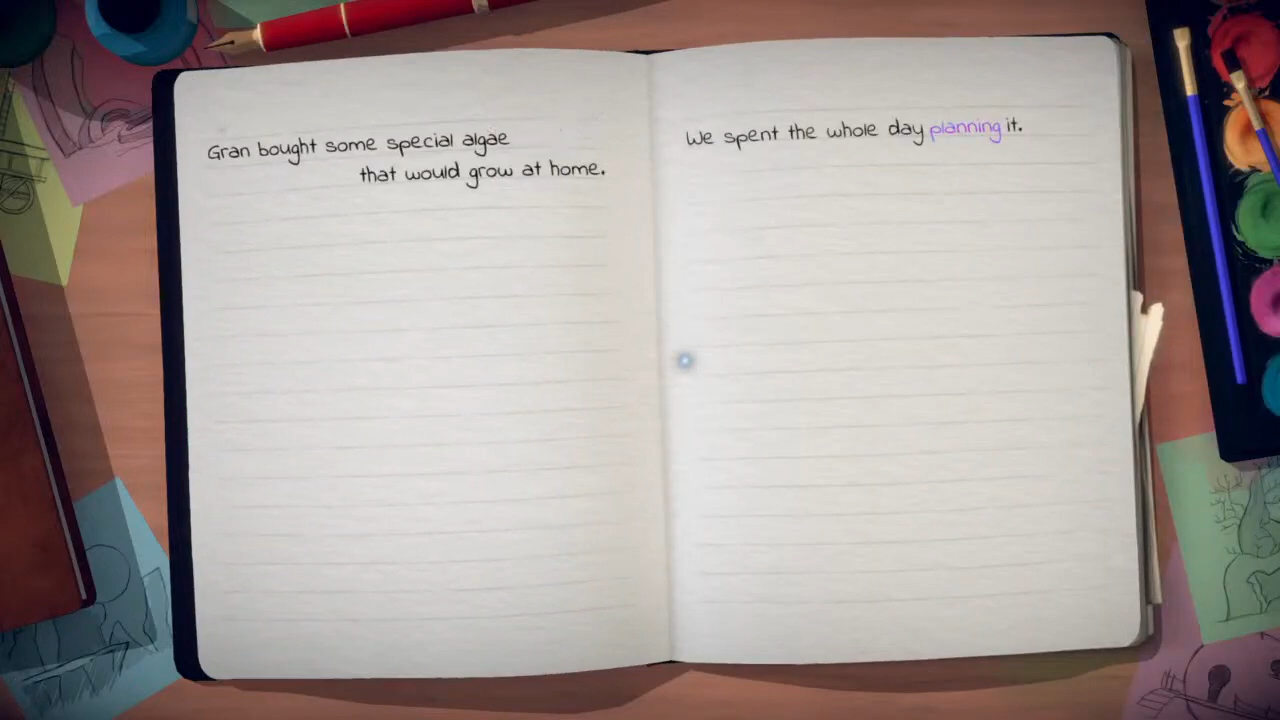 Gran bought some special algae
that would grow at home.
We spent the whole day planning it.